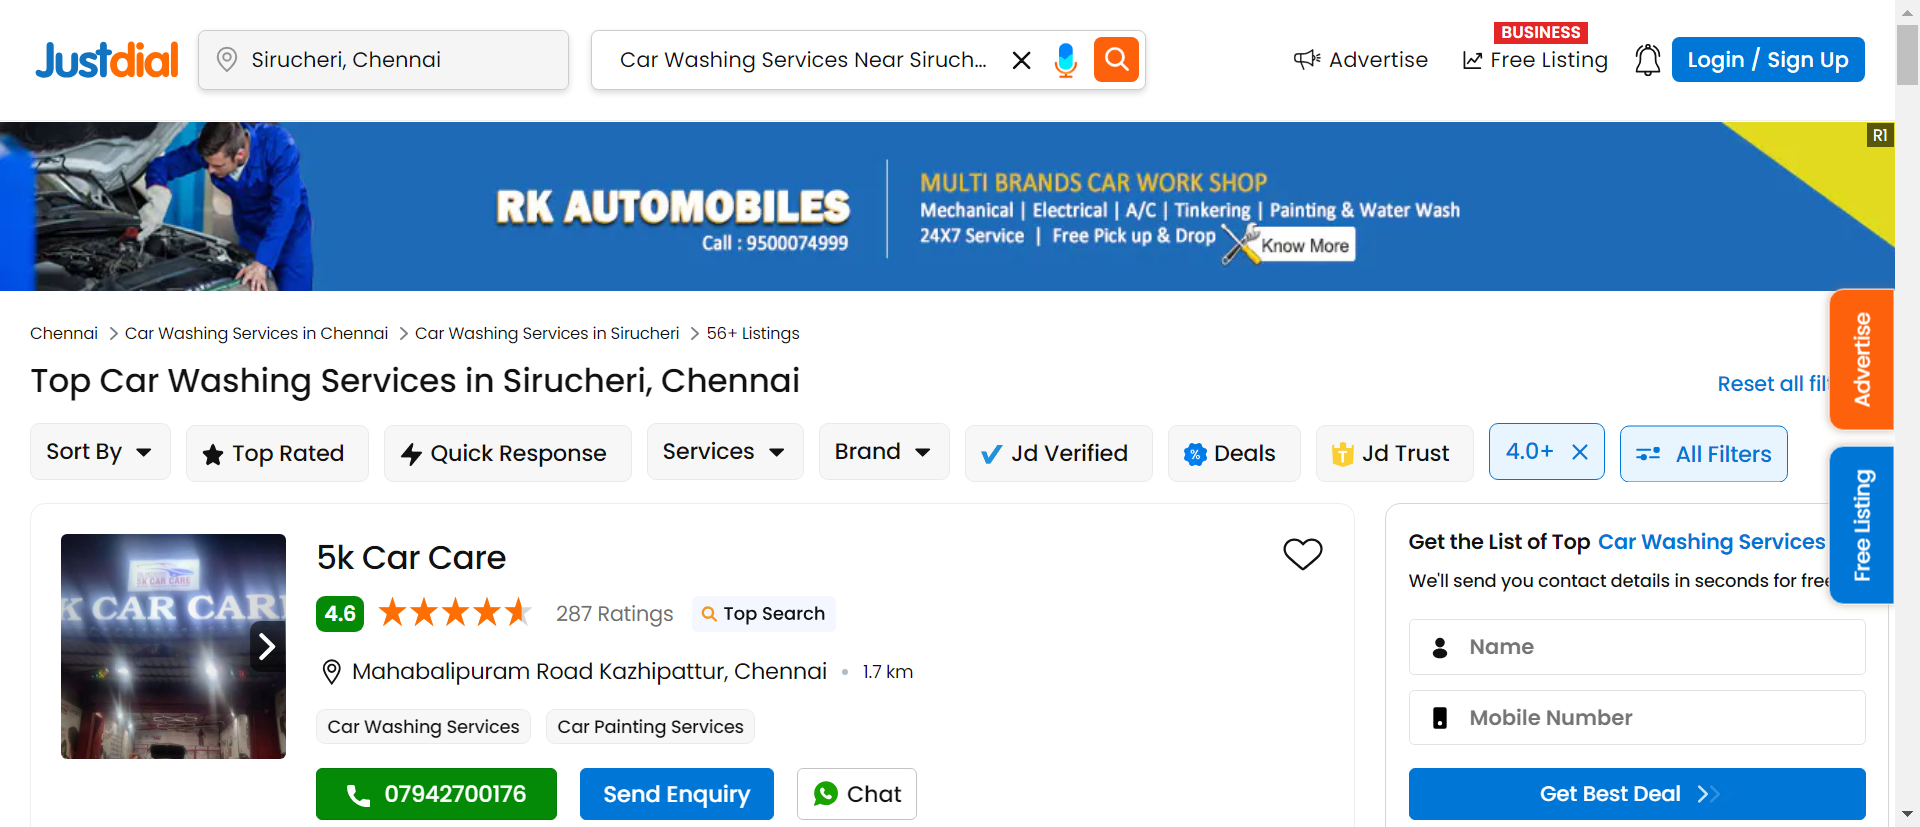 Justdial
Sirucheri, Chennai
Car Washing Services Near Siruch...
Advertise
BUSINESS
Free Listing
Login / Sign Up
RK AUTOMOBILES
Call : 9500074999
MULTI BRANDS CAR WORK SHOP
Mechanical | Electrical | A/C | Tinkering | Painting & Water Wash
24X7 Service | Free Pick up & Drop
Know More
R1
Chennai > Car Washing Services in Chennai > Car Washing Services in Sirucheri > 56+ Listings
Top Car Washing Services in Sirucheri, Chennai
Reset all filt
Advertise
Sort By
Top Rated
Quick Response
Services
Brand
Jd Verified
Deals
Jd Trust
4.0+
All Filters
Free Listing
5K CAR CARE
K CAR CARE
5k Car Care
4.6
287 Ratings
Top Search
Mahabalipuram Road Kazhipattur, Chennai • 1.7 km
Car Washing Services
Car Painting Services
07942700176
Send Enquiry
Chat
Get the List of Top Car Washing Services
We'll send you contact details in seconds for free
Name
Mobile Number
Get Best Deal